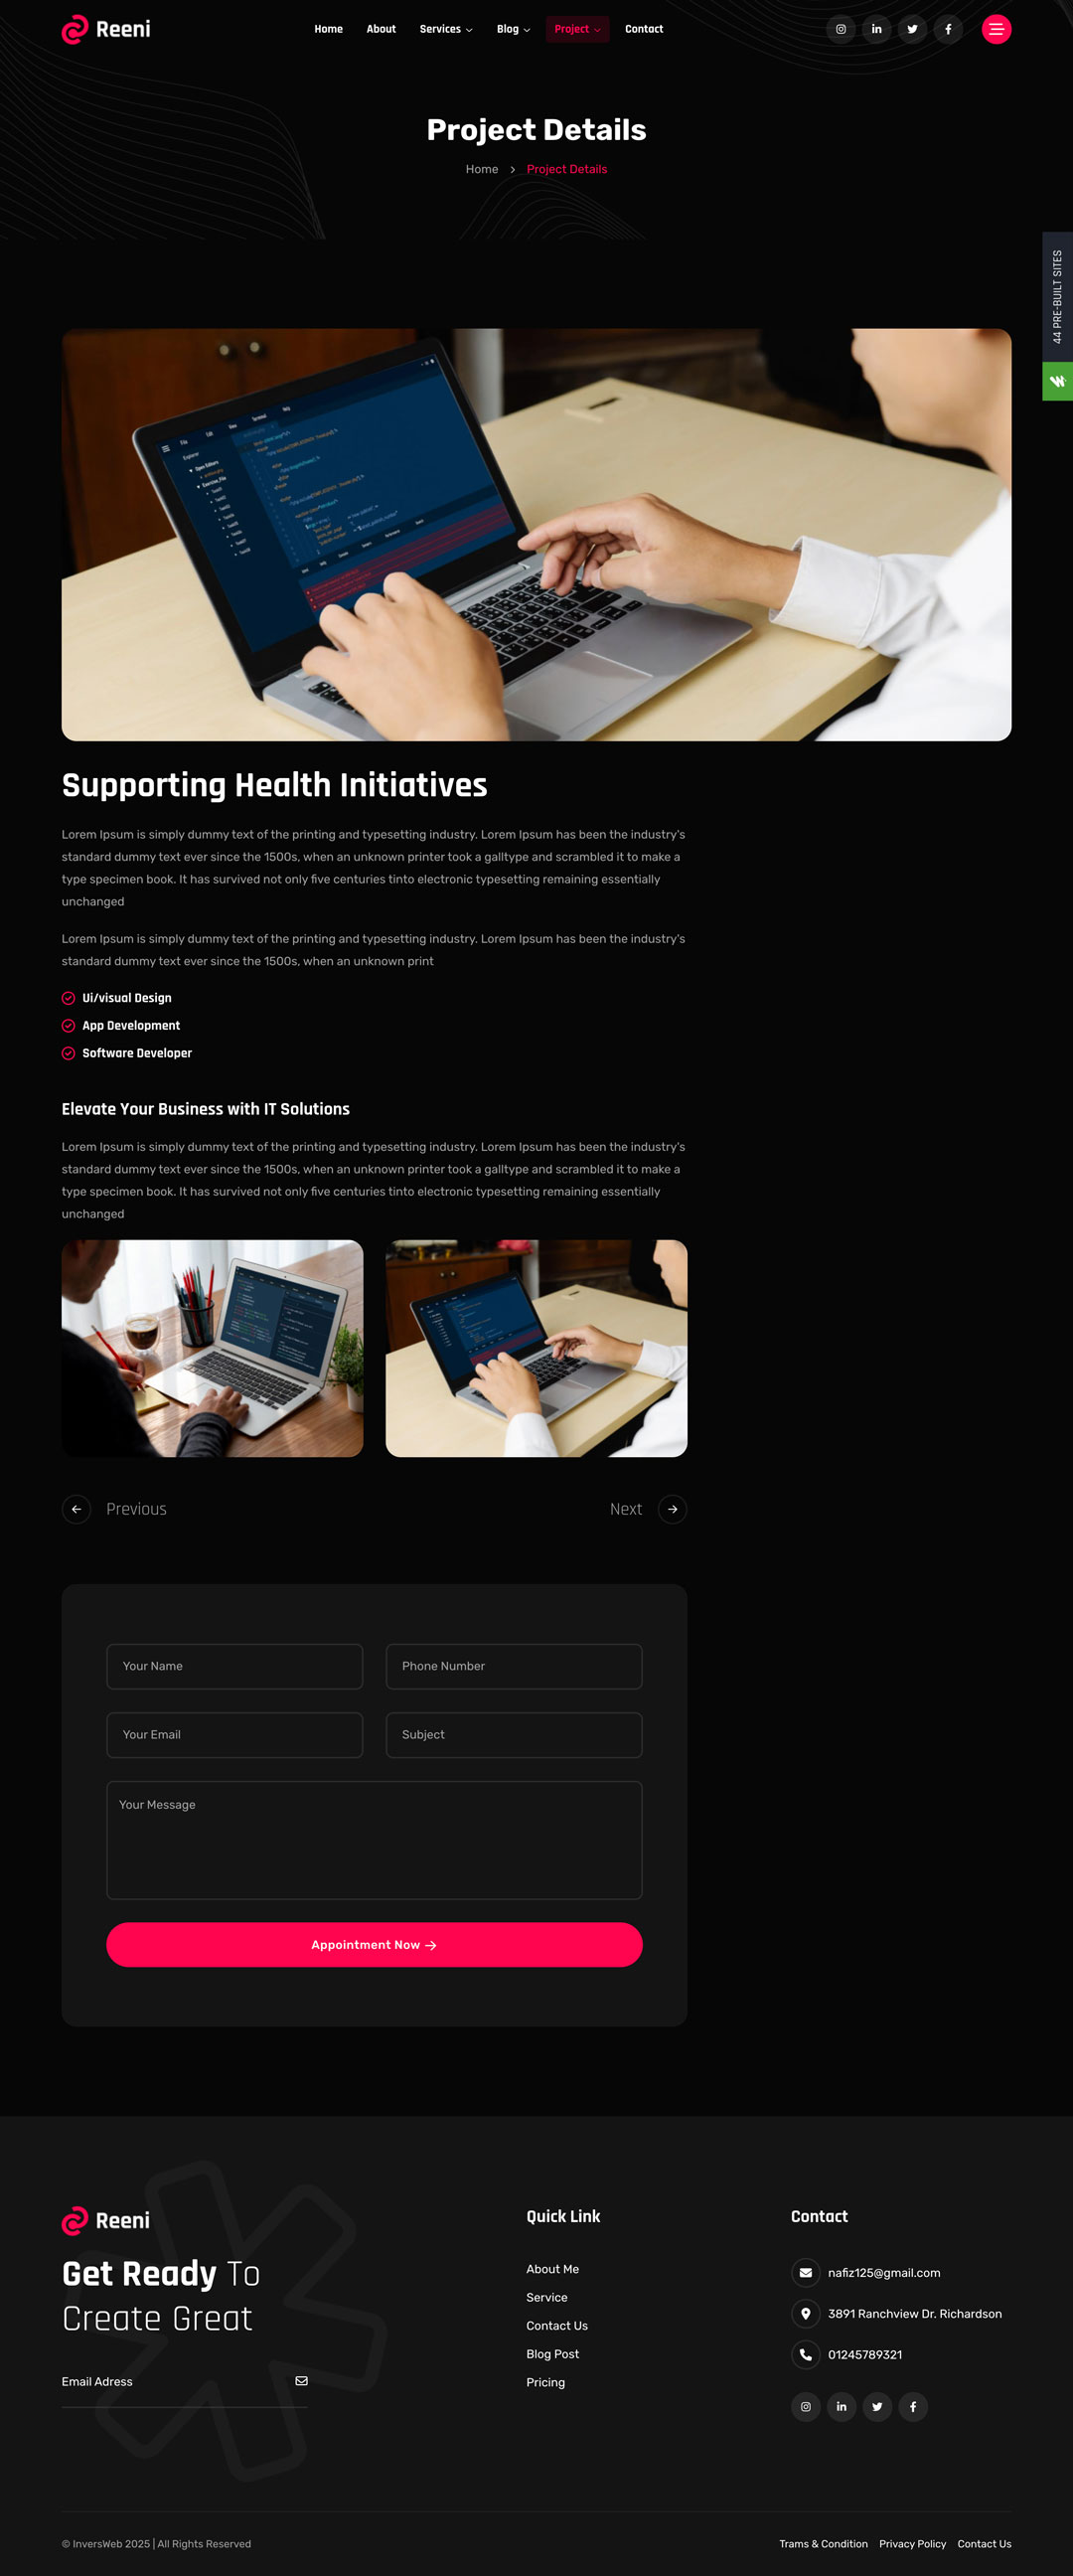 Reeni
Home About Services Blog Project Contact
Project Details
Home Project Details
44 PRE-BUILT SITES
File Edit View Terminal Help
Explorer
Open Editors
Supporting Health Initiatives
Lorem Ipsum is simply dummy text of the printing and typesetting industry. Lorem Ipsum has been the industry's
standard dummy text ever since the 1500s, when an unknown printer took a galltype and scrambled it to make a
type specimen book. It has survived not only five centuries tinto electronic typesetting remaining essentially
unchanged
Lorem Ipsum is simply dummy text of the printing and typesetting industry. Lorem Ipsum has been the industry's
standard dummy text ever since the 1500s, when an unknown print
Ui/visual Design
App Development
Software Developer
Elevate Your Business with IT Solutions
Lorem Ipsum is simply dummy text of the printing and typesetting industry. Lorem Ipsum has been the industry's
standard dummy text ever since the 1500s, when an unknown printer took a galltype and scrambled it to make a
type specimen book. It has survived not only five centuries tinto electronic typesetting remaining essentially
unchanged
Previous Next
Your Name Phone Number
Your Email Subject
Your Message
Appointment Now
Reeni
Get Ready To
Create Great
Email Adress
Quick Link
About Me
Service
Contact Us
Blog Post
Pricing
Contact
nafiz125@gmail.com
3891 Ranchview Dr. Richardson
01245789321
© InversWeb 2025 | All Rights Reserved
Trams & Condition Privacy Policy Contact Us